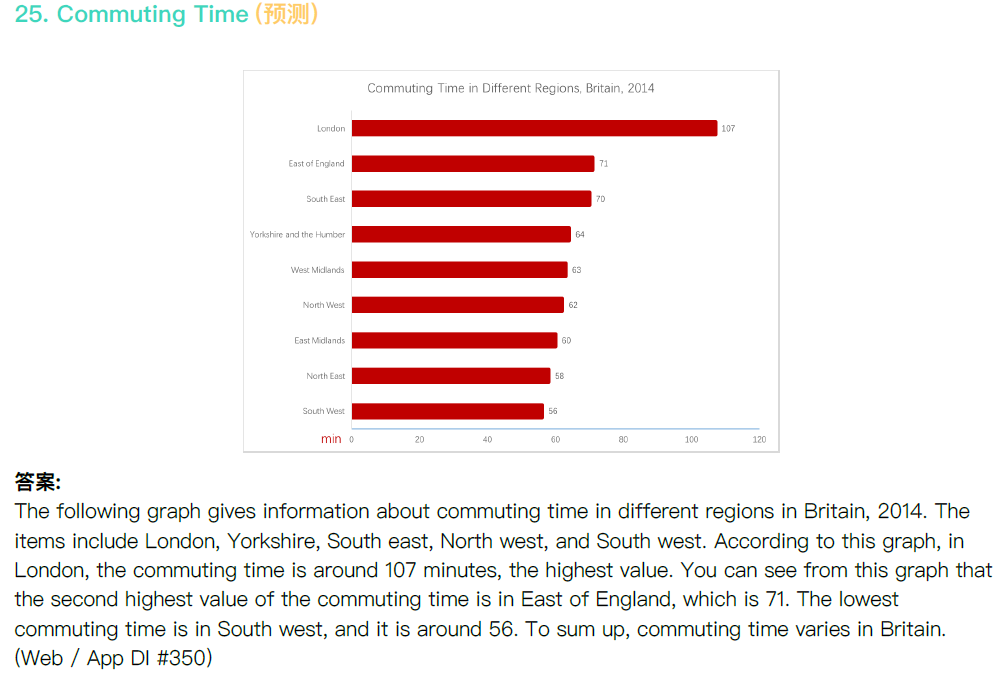 25. Commuting Time (预测)
Commuting Time in Different Regions, Britain, 2014
London 107
East of England 71
South East 70
Yorkshire and the Humber 64
West Midlands 63
North West 62
East Midlands 60
North East 58
South West 56
min 0 20 40 60 80 100 120
答案:
The following graph gives information about commuting time in different regions in Britain, 2014. The
items include London, Yorkshire, South east, North west, and South west. According to this graph, in
London, the commuting time is around 107 minutes, the highest value. You can see from this graph that
the second highest value of the commuting time is in East of England, which is 71. The lowest
commuting time is in South west, and it is around 56. To sum up, commuting time varies in Britain.
(Web / App DI #350)